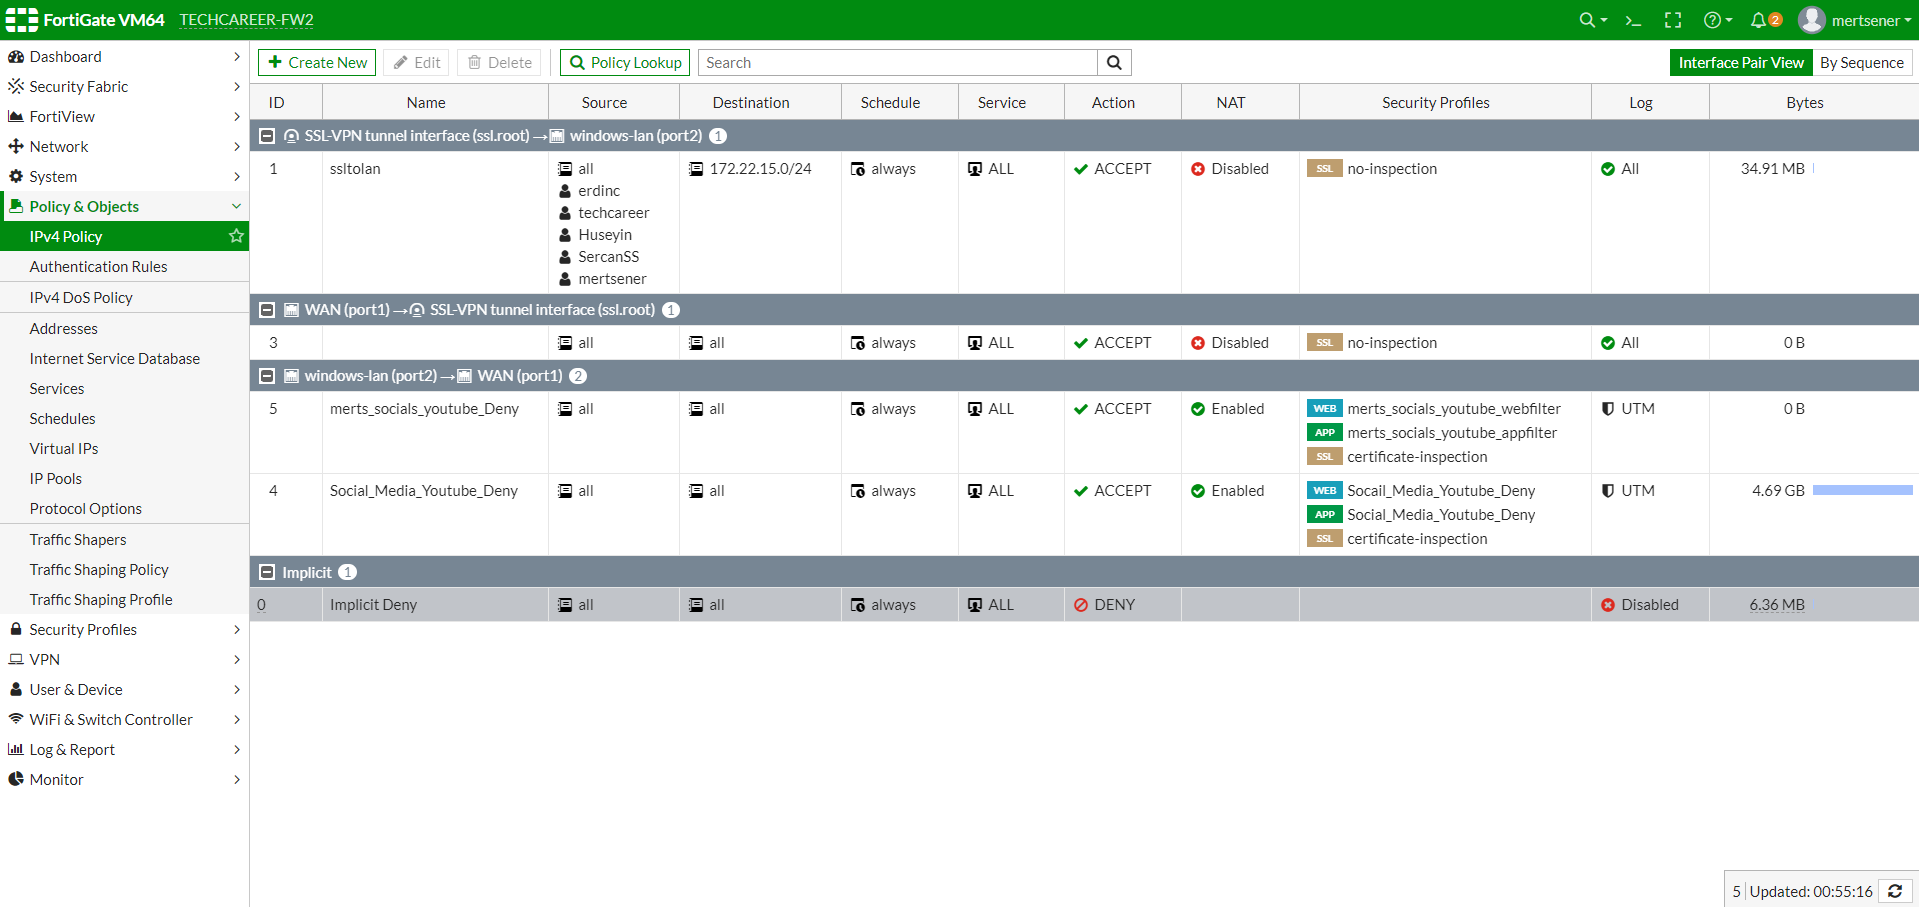 FortiGate VM64 TECHCAREER-FW2
2 mertsener
Dashboard
Security Fabric
FortiView
Network
System
Policy & Objects
IPv4 Policy
Authentication Rules
IPv4 DoS Policy
Addresses
Internet Service Database
Services
Schedules
Virtual IPs
IP Pools
Protocol Options
Traffic Shapers
Traffic Shaping Policy
Traffic Shaping Profile
Security Profiles
VPN
User & Device
WiFi & Switch Controller
Log & Report
Monitor
Create New Edit Delete Policy Lookup Search Interface Pair View By Sequence
ID Name Source Destination Schedule Service Action NAT Security Profiles Log Bytes
SSL-VPN tunnel interface (ssl.root) → windows-lan (port2) 1
1 ssltolan all 172.22.15.0/24 always ALL ACCEPT Disabled SSL no-inspection All 34.91 MB
erdinc
techcareer
Huseyin
SercanSS
mertsener
WAN (port1) → SSL-VPN tunnel interface (ssl.root) 1
3 all all always ALL ACCEPT Disabled SSL no-inspection All 0 B
windows-lan (port2) → WAN (port1) 2
5 merts_socials_youtube_Deny all all always ALL ACCEPT Enabled WEB merts_socials_youtube_webfilter UTM 0 B
APP merts_socials_youtube_appfilter
SSL certificate-inspection
4 Social_Media_Youtube_Deny all all always ALL ACCEPT Enabled WEB Socail_Media_Youtube_Deny UTM 4.69 GB
APP Social_Media_Youtube_Deny
SSL certificate-inspection
Implicit 1
0 Implicit Deny all all always ALL DENY Disabled 6.36 MB
5 Updated: 00:55:16